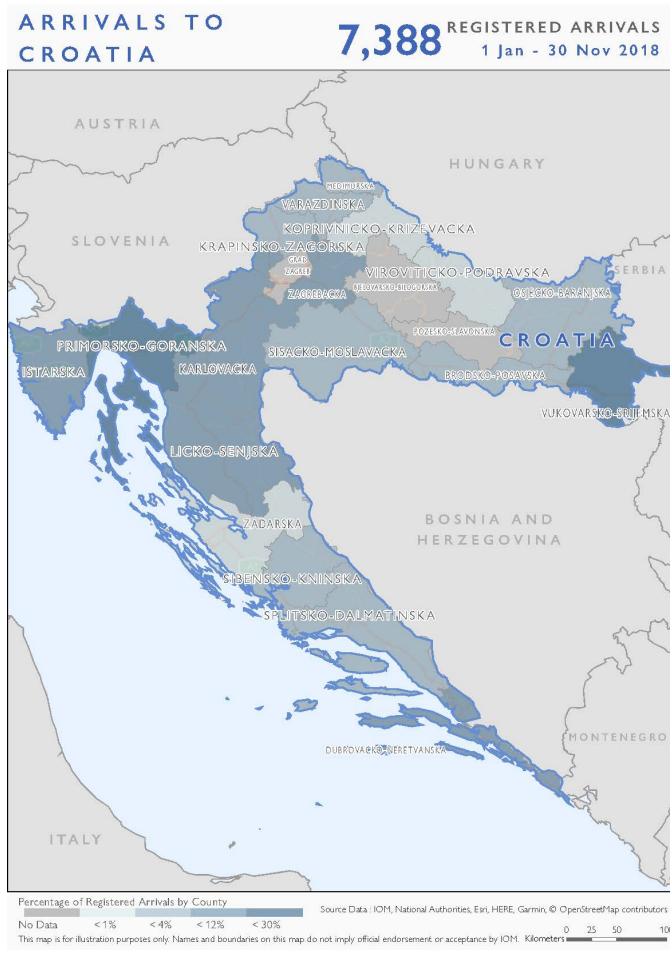 ARRIVALS TO
CROATIA
7,388 REGISTERED ARRIVALS
1 Jan - 30 Nov 2018
AUSTRIA
HUNGARY
MEDIMURSKA
VARAZDINSKA
KOPRIVNICKO-KRIZEVACKA
SLOVENIA
KRAPINSKO-ZAGORSKA
GRAD
ZAGREB
VIROVITICKO-PODRAVSKA
SERBIA
BJELOVARSKO-BILOGORSKA
ZAGREBACKA
OSJECKO-BARANJSKA
POZESKO-SLAVONSKA
CROATIA
PRIMORSKO-GORANSKA
SISACKO-MOSLAVACKA
ISTARSKA
KARLOVACKA
BRODSKO-POSAVSKA
VUKOVARSKO-SRIJEMSKA
LICKO-SENJSKA
ZADARSKA
BOSNIA AND
HERZEGOVINA
SIBENSKO-KNINSKA
SPLITSKO-DALMATINSKA
MONTENEGRO
DUBROVACKO-NERETVANSKA
ITALY
Percentage of Registered Arrivals by County
No Data <1% <4% <12% <30%
Source Data : IOM, National Authorities, Esri, HERE, Garmin, © OpenStreetMap contributors
This map is for illustration purposes only. Names and boundaries on this map do not imply official endorsement or acceptance by IOM.
Kilometers 0 25 50